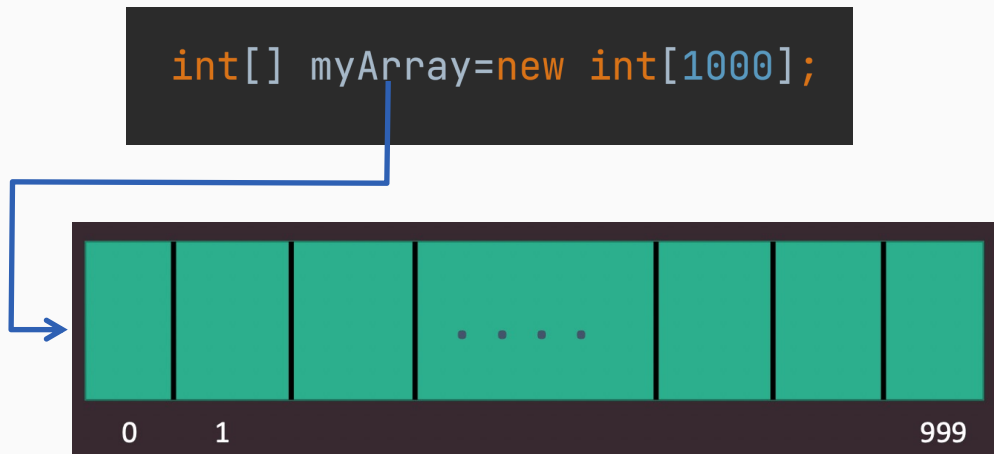 int[] myArray=new int[1000];
. . . .
0 1 999